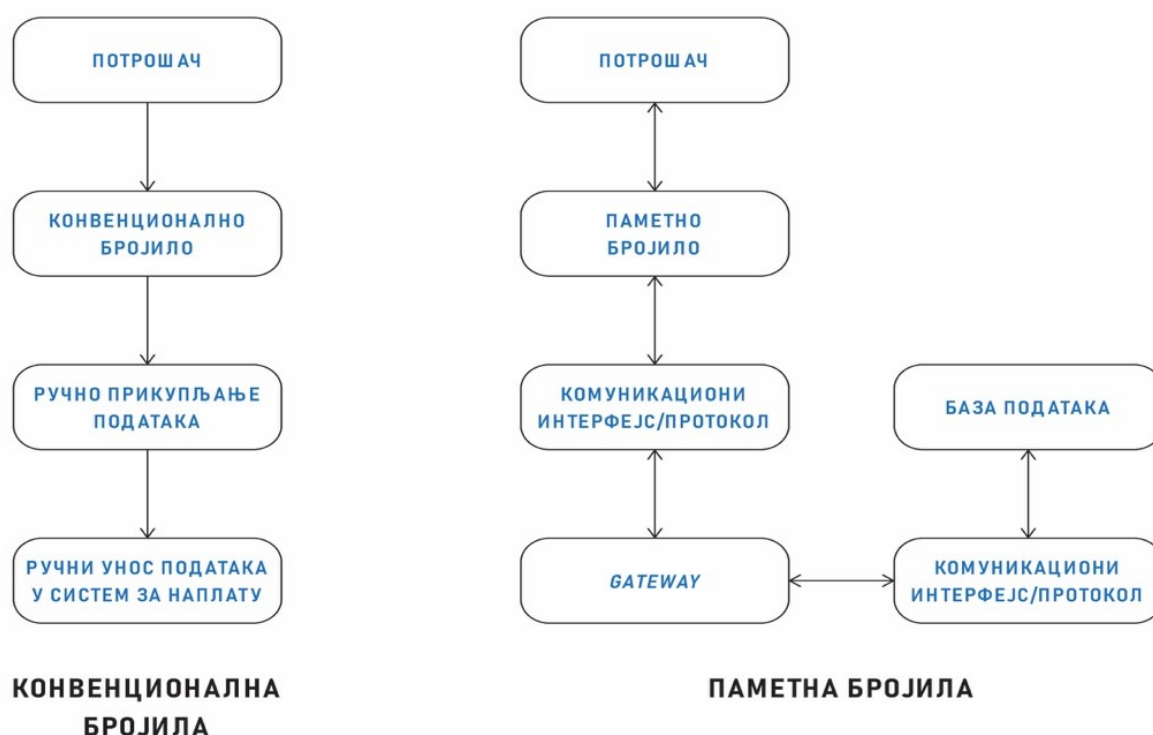 ПОТРОШАЧ
КОНВЕНЦИОНАЛНО
БРОЈИЛО
РУЧНО ПРИКУПЉАЊЕ
ПОДАТАКА
РУЧНИ УНОС ПОДАТАКА
У СИСТЕМ ЗА НАПЛАТУ
КОНВЕНЦИОНАЛНА
БРОЈИЛА
ПОТРОШАЧ
ПАМЕТНО
БРОЈИЛО
КОМУНИКАЦИОНИ
ИНТЕРФЕЈС/ПРОТОКОЛ
GATEWAY
БАЗА ПОДАТАКА
КОМУНИКАЦИОНИ
ИНТЕРФЕЈС/ПРОТОКОЛ
ПАМЕТНА БРОЈИЛА